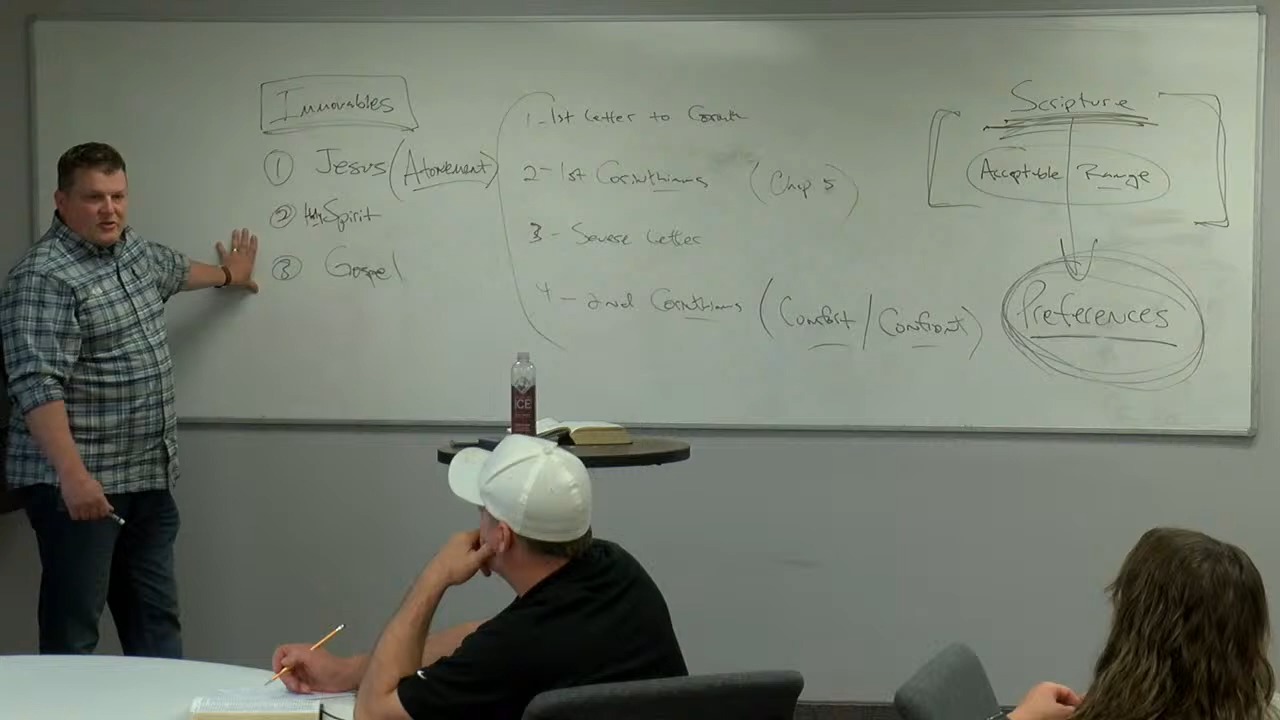 Immovables
① Jesus (Atonement)
② Holy Spirit
③ Gospel
1-1st Letter to Corinth
2-1st Corinthians (Chap 5)
3-Severe Letter
4-2nd Corinthians (Comfort/Confront)
Scripture
Acceptable Range
Preferences
ICE